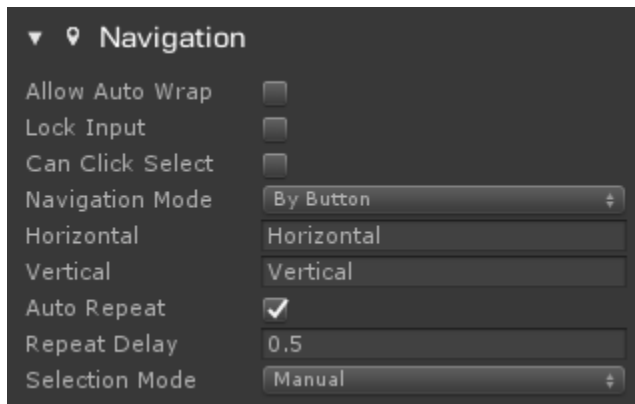 Navigation
Allow Auto Wrap
Lock Input
Can Click Select
Navigation Mode By Button
Horizontal Horizontal
Vertical Vertical
Auto Repeat
Repeat Delay 0.5
Selection Mode Manual